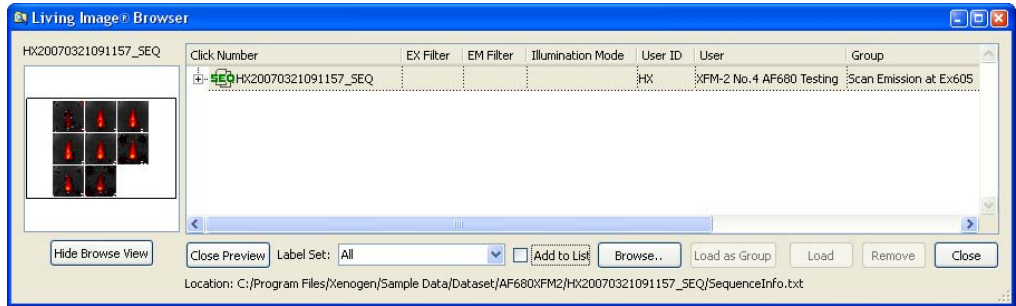 Living Image® Browser
HX20070321091157_SEQ
Click Number EX Filter EM Filter Illumination Mode User ID User Group
SEQ HX20070321091157_SEQ HX XFM-2 No.4 AF680 Testing Scan Emission at Ex605
Hide Browse View Close Preview Label Set: All Add to List Browse.. Load as Group Load Remove Close
Location: C:/Program Files/Xenogen/Sample Data/Dataset/AF680XFM2/HX20070321091157_SEQ/SequenceInfo.txt